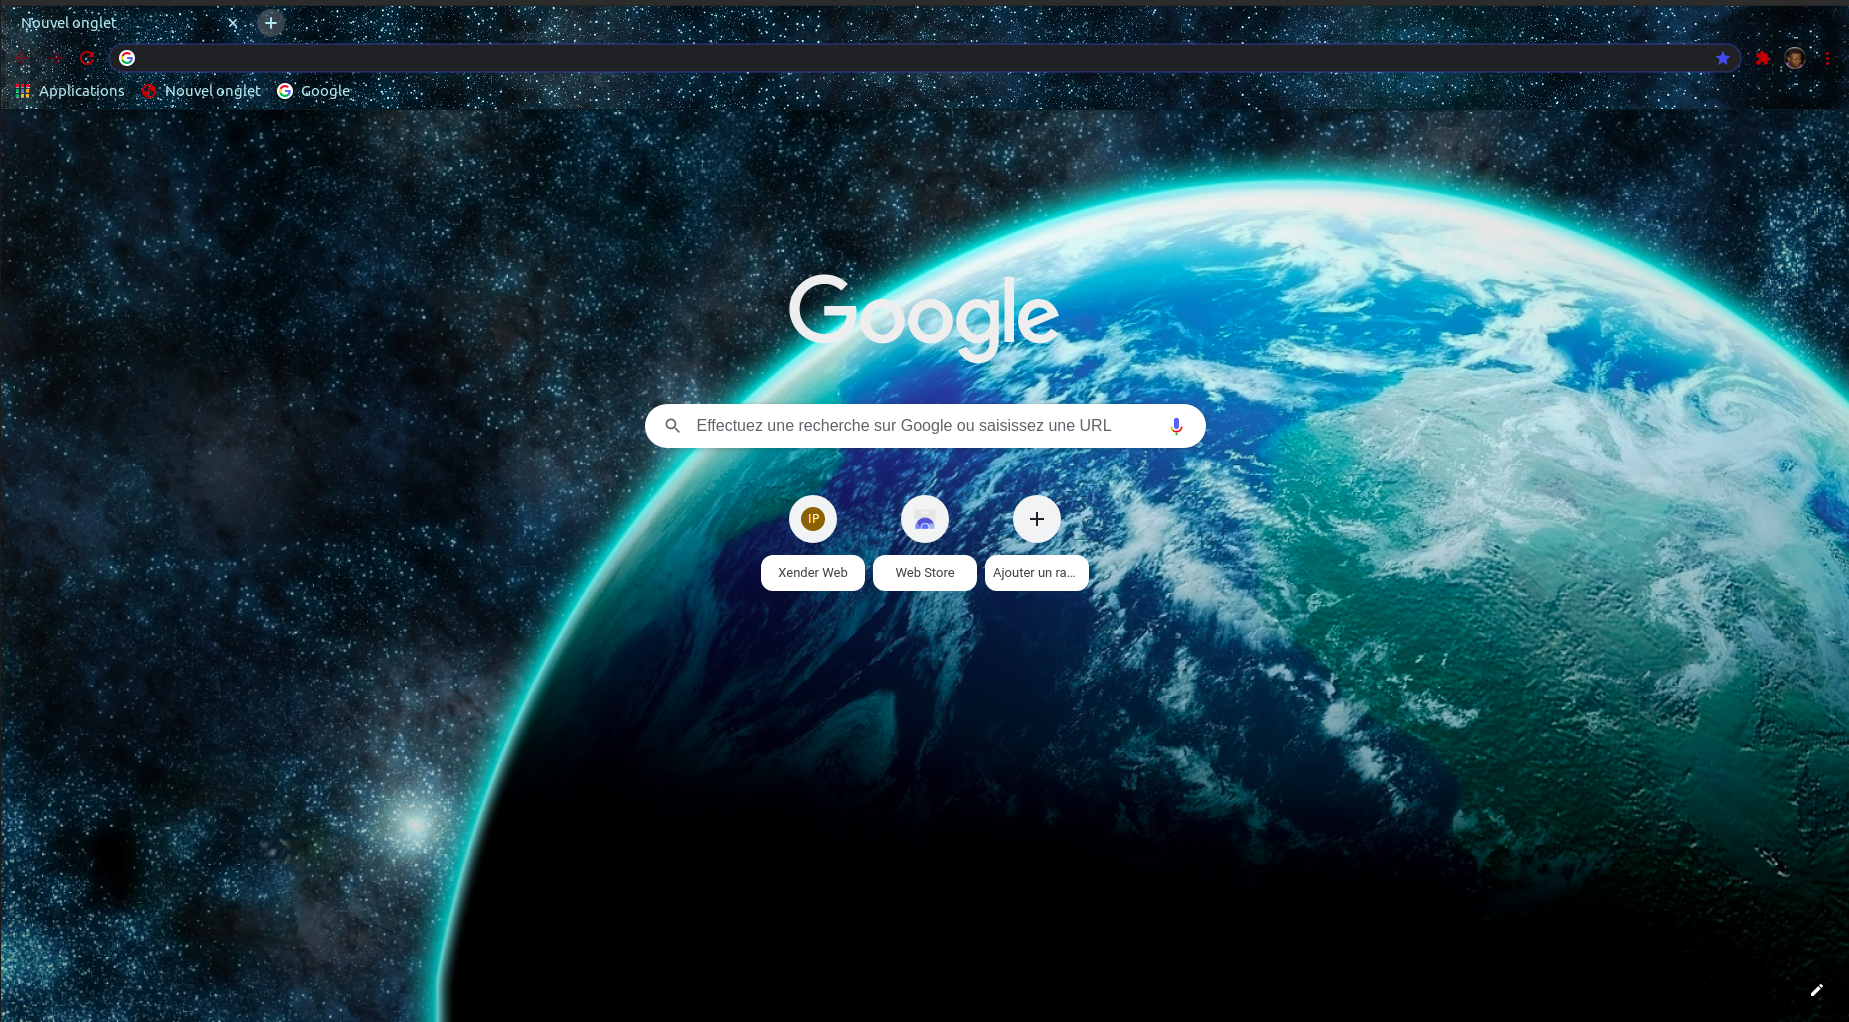 Nouvel onglet
Applications Nouvel onglet Google
Google
Effectuez une recherche sur Google ou saisissez une URL
IP
Xender Web Web Store Ajouter un ra...